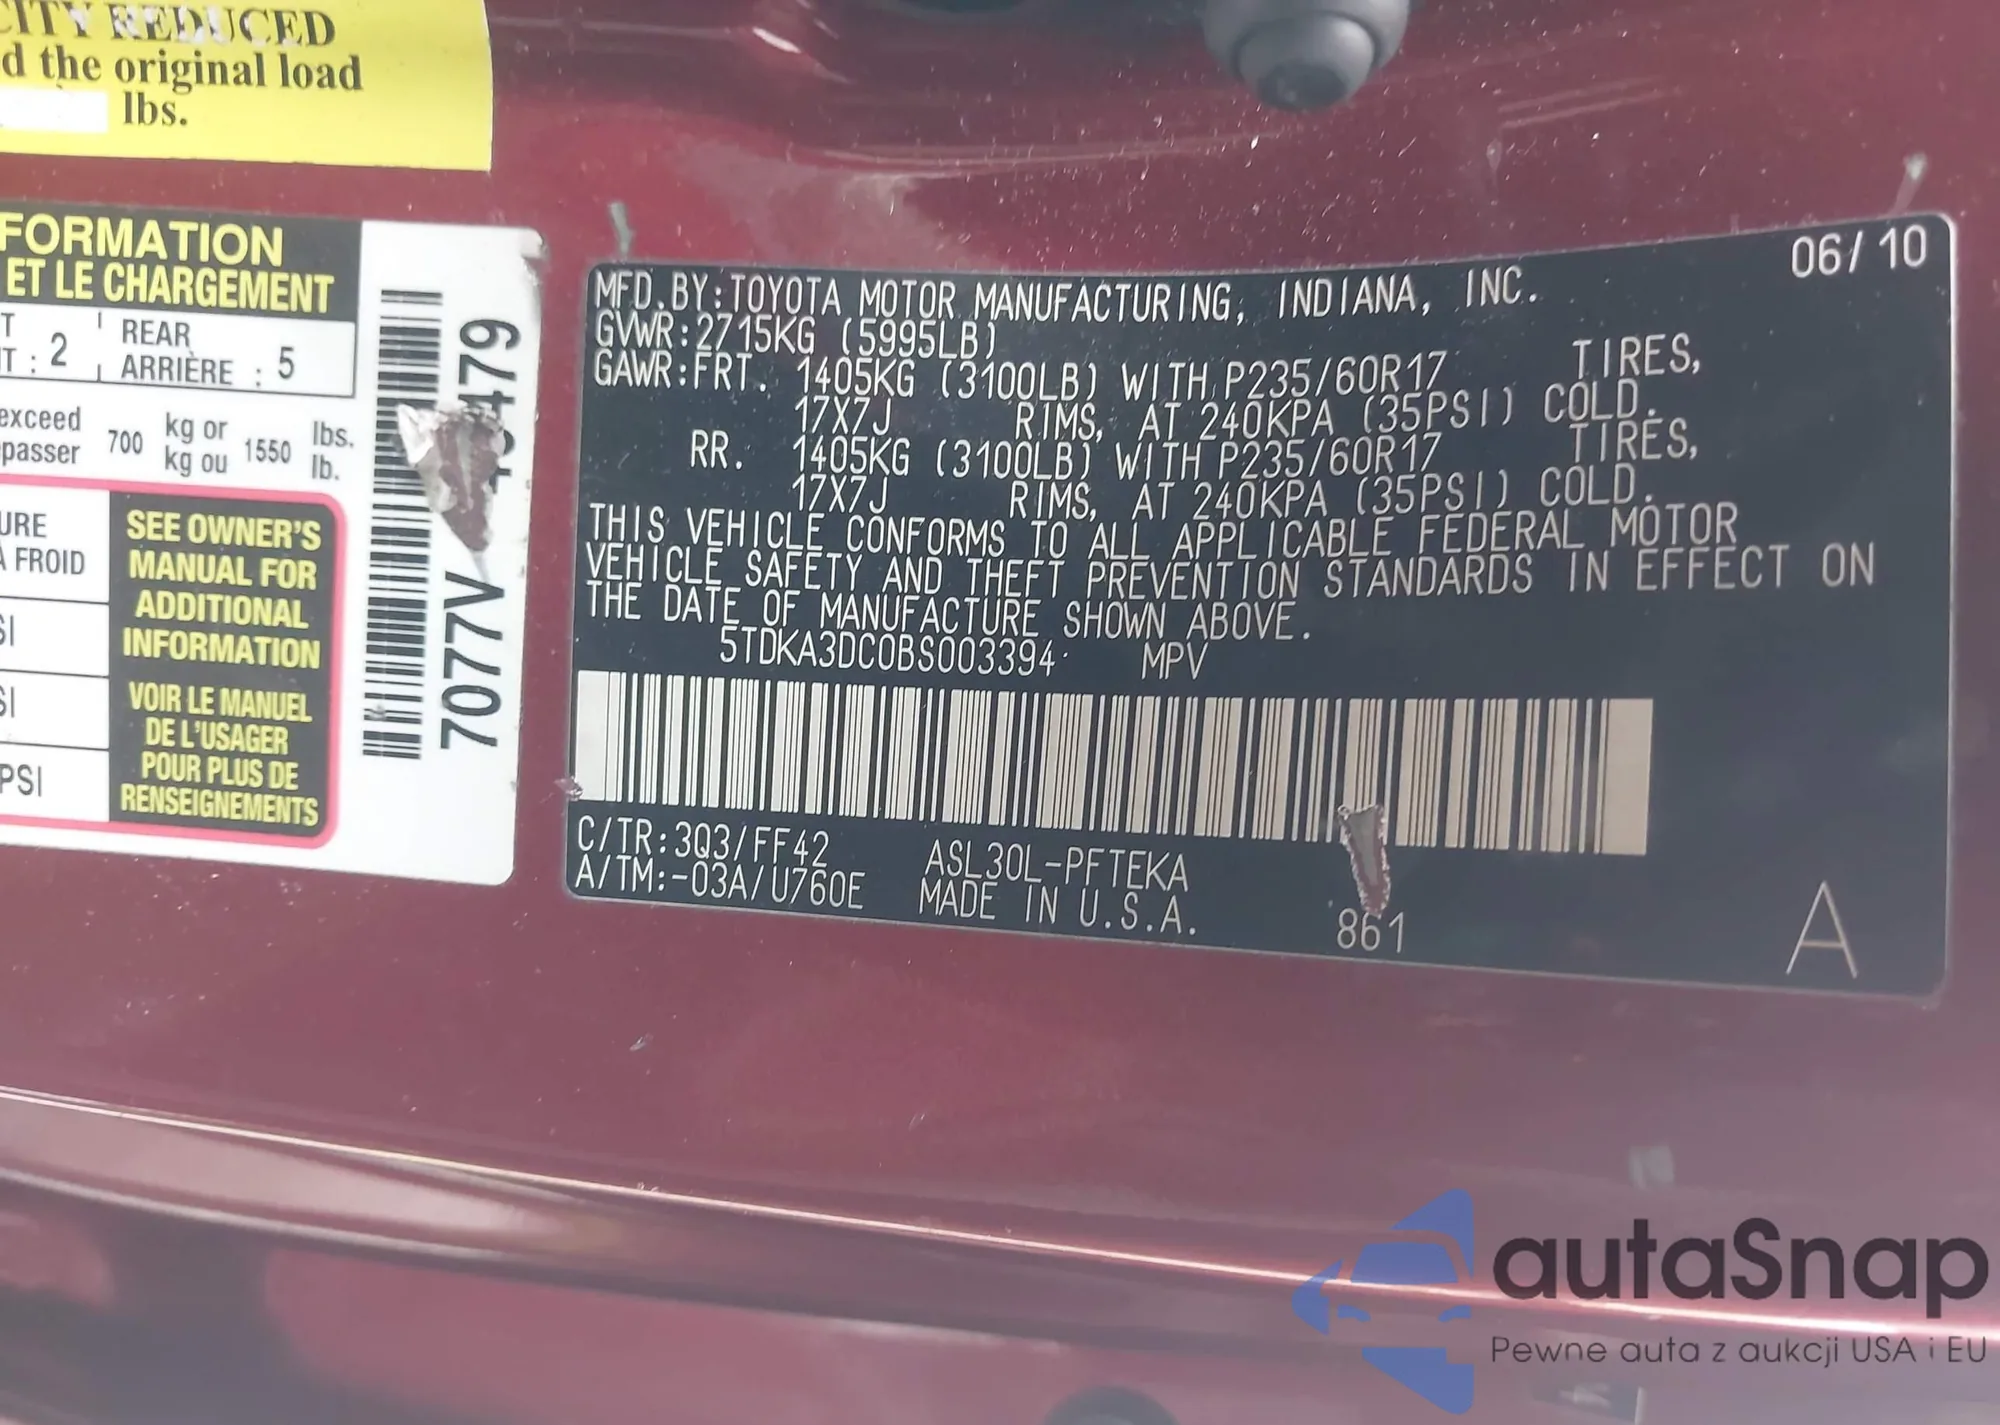 CITY REDUCED
d the original load
lbs.
FORMATION
ET LE CHARGEMENT
T
REAR
T : 2
ARRIÈRE : 5
exceed
passer
700
kg or
kg ou
1550
lbs.
lb.
URE
À FROID
SI
SI
PSI
SEE OWNER'S
MANUAL FOR
ADDITIONAL
INFORMATION
VOIR LE MANUEL
DE L'USAGER
POUR PLUS DE
RENSEIGNEMENTS
06/10
MFD.BY:TOYOTA MOTOR MANUFACTURING, INDIANA, INC.
GVWR:2715KG (5995LB)
GAWR:FRT. 1405KG (3100LB) WITH P235/60R17 TIRES,
17X7J RIMS, AT 240KPA (35PSI) COLD.
RR. 1405KG (3100LB) WITH P235/60R17 TIRES,
17X7J RIMS, AT 240KPA (35PSI) COLD.
THIS VEHICLE CONFORMS TO ALL APPLICABLE FEDERAL MOTOR
VEHICLE SAFETY AND THEFT PREVENTION STANDARDS IN EFFECT ON
THE DATE OF MANUFACTURE SHOWN ABOVE.
5TDKA3DC0BS003394 MPV
C/TR:3Q3/FF42 ASL30L-PFTEKA
A/TM:-03A/U760E MADE IN U.S.A.
861
A
autaSnap
Pewne auta z aukcji USA i EU